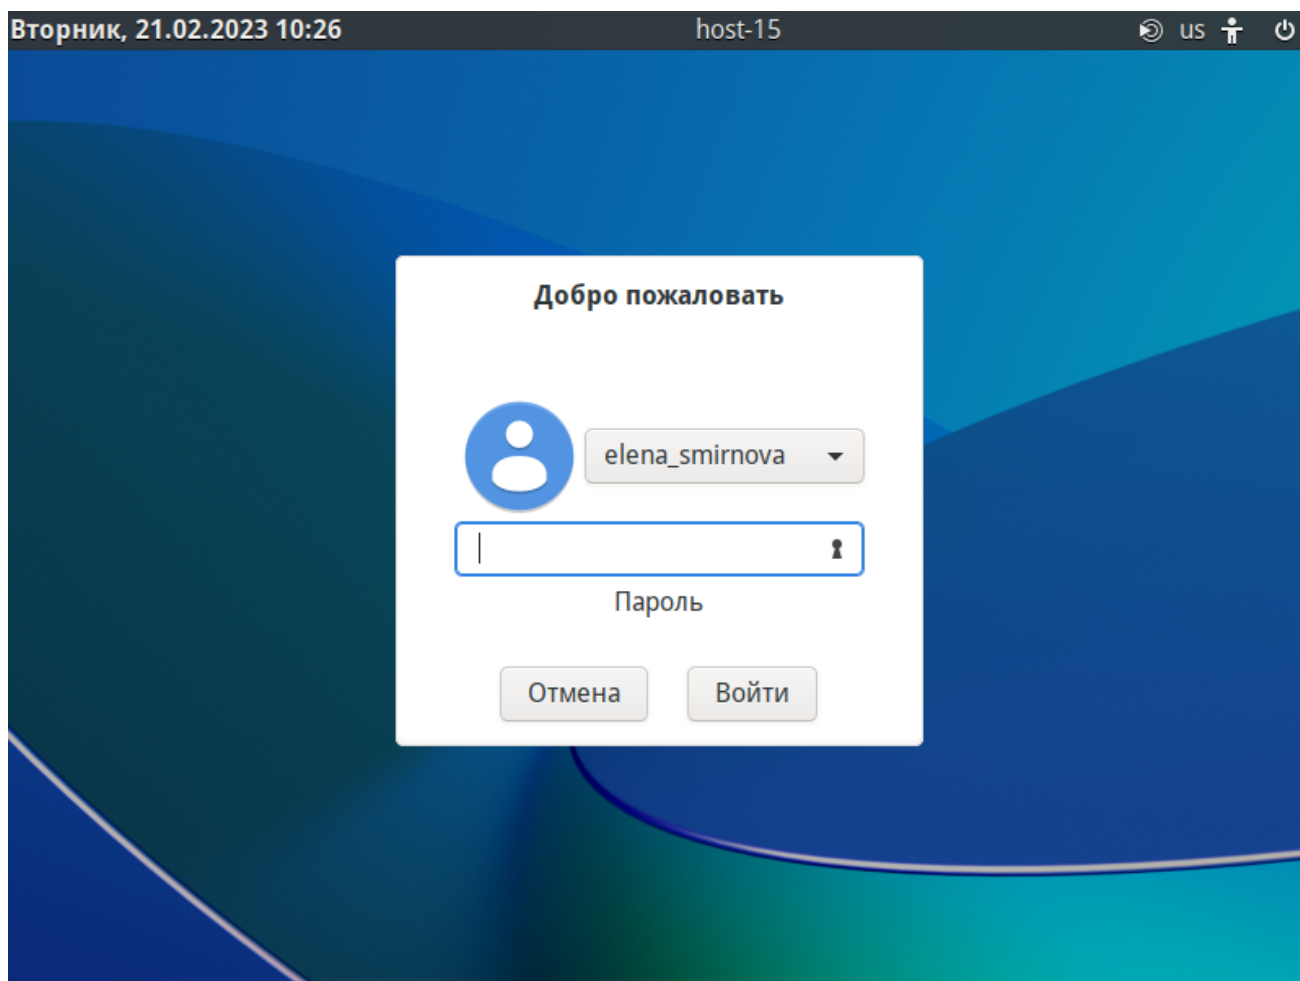 Вторник, 21.02.2023 10:26 host-15 us
Добро пожаловать
elena_smirnova
Пароль
Отмена Войти